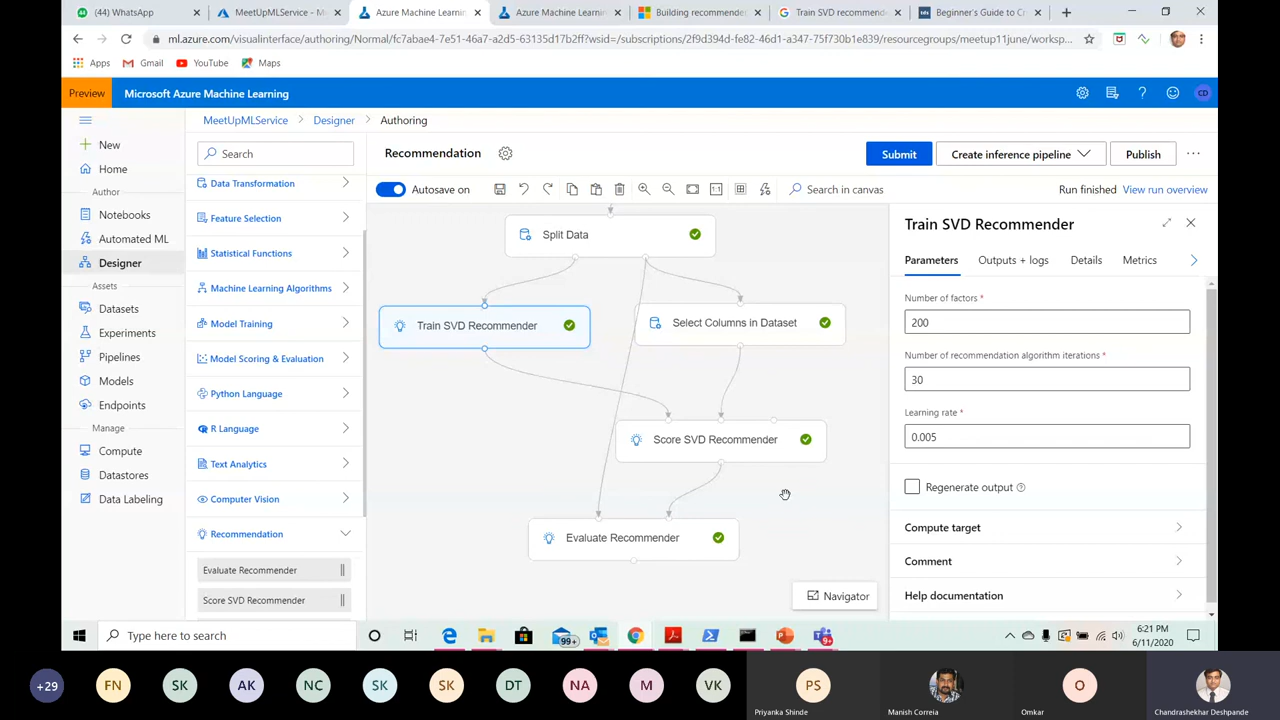 (44) WhatsApp
MeetUpMLService - M
Azure Machine Learnin
Azure Machine Learnin
Building recommende
Train SVD recommend
Beginner's Guide to Cr
ml.azure.com/visualinterface/authoring/Normal/fc7abae4-7e51-46a7-a2d5-63135d17b2ff?wsid=/subscriptions/2f9d394d-fe82-46d1-a347-75f730b1e839/resourcegroups/meetup11june/worksp...
Apps
Gmail
YouTube
Maps
Preview
Microsoft Azure Machine Learning
CD
MeetUpMLService > Designer > Authoring
New
Home
Author
Notebooks
Automated ML
Designer
Assets
Datasets
Experiments
Pipelines
Models
Endpoints
Manage
Compute
Datastores
Data Labeling
Search
Data Transformation
Feature Selection
Statistical Functions
Machine Learning Algorithms
Model Training
Model Scoring & Evaluation
Python Language
R Language
Text Analytics
Computer Vision
Recommendation
Evaluate Recommender
Score SVD Recommender
Recommendation
Submit
Create inference pipeline
Publish
Autosave on
1:1
Search in canvas
Run finished
View run overview
Split Data
Train SVD Recommender
Select Columns in Dataset
Score SVD Recommender
Evaluate Recommender
Navigator
Train SVD Recommender
Parameters
Outputs + logs
Details
Metrics
Number of factors *
200
Number of recommendation algorithm iterations *
30
Learning rate *
0.005
Regenerate output
Compute target
Comment
Help documentation
Type here to search
99+
9+
6:21 PM
6/11/2020
+29
FN
SK
AK
NC
SK
SK
DT
NA
M
VK
PS
Priyanka Shinde
Manish Correia
O
Omkar
Chandrashekhar Deshpande